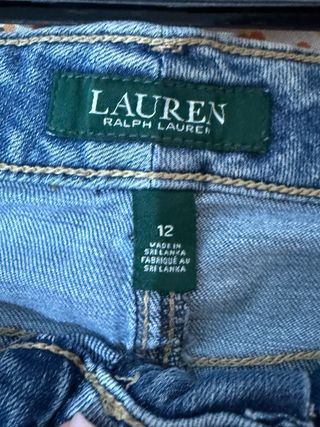 LAUREN
RALPH LAUREN
12
MADE IN
SRI LANKA
FABRIQUÉ AU
SRI LANKA